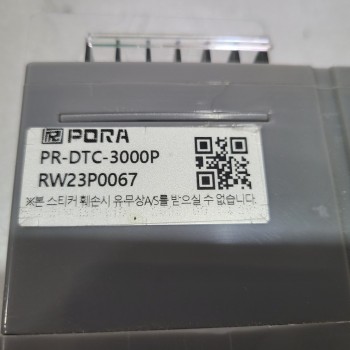 PORA
PR-DTC-3000P
RW23P0067
※본 스티커 훼손시 유무상A/S를 받으실 수 없습니다.